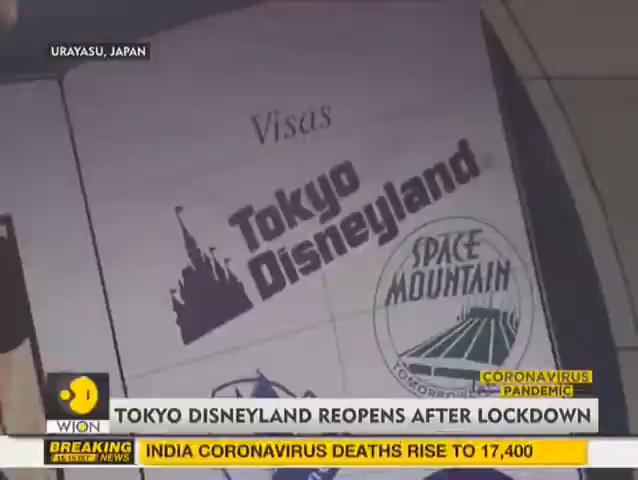 URAYASU, JAPAN
Visas
Tokyo
Disneyland
SPACE
MOUNTAIN
CORONAVIRUS
PANDEMIC
WION
TOKYO DISNEYLAND REOPENS AFTER LOCKDOWN
BREAKING
NEWS
INDIA CORONAVIRUS DEATHS RISE TO 17,400